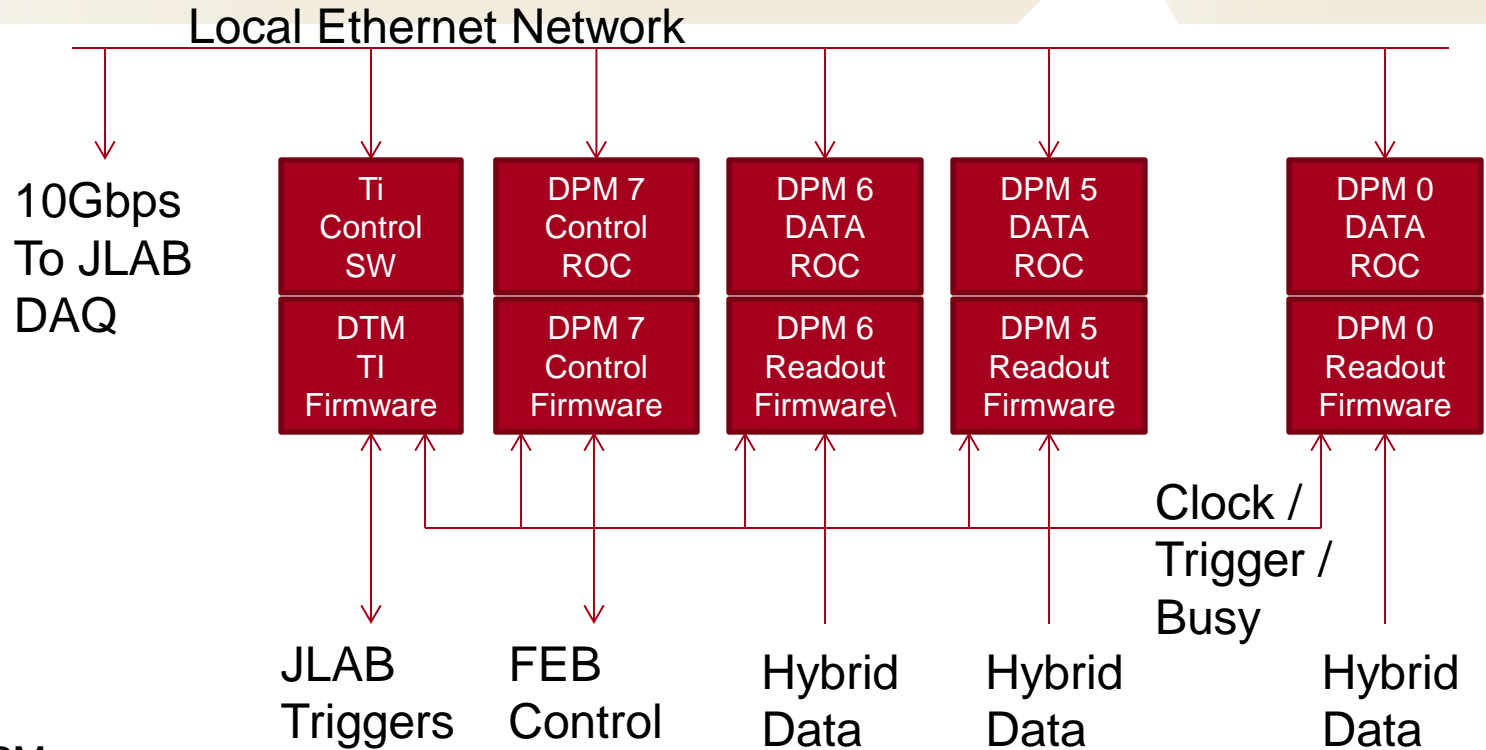 Local Ethernet Network
10Gbps
To JLAB
DAQ
Ti
Control
SW
DPM 7
Control
ROC
DPM 6
DATA
ROC
DPM 5
DATA
ROC
DPM 0
DATA
ROC
DTM
TI
Firmware
DPM 7
Control
Firmware
DPM 6
Readout
Firmware\
DPM 5
Readout
Firmware
DPM 0
Readout
Firmware
Clock /
Trigger /
Busy
JLAB
Triggers
FEB
Control
Hybrid
Data
Hybrid
Data
Hybrid
Data